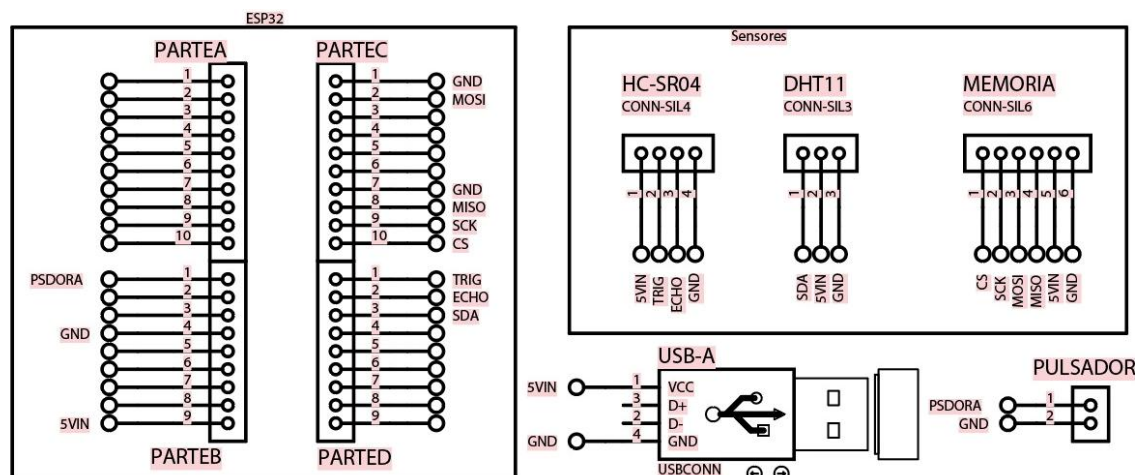 ESP32
PARTEA
1
2
3
4
5
6
7
8
9
10
PARTEC
1 GND
2 MOSI
3
4
5
6
7 GND
8 MISO
9 SCK
10 CS
PSDORA 1
2
3
GND 4
5
6
7
8
5VIN 9
PARTEB
1 TRIG
2 ECHO
3 SDA
4
5
6
7
8
9
PARTED
Sensores
HC-SR04
CONN-SIL4
1 2 3 4
5VIN TRIG ECHO GND
DHT11
CONN-SIL3
1 2 3
SDA 5VIN GND
MEMORIA
CONN-SIL6
1 2 3 4 5 6
CS SCK MOSI MISO 5VIN GND
USB-A
5VIN 1 VCC
3 D+
2 D-
GND 4 GND
USBCONN
PULSADOR
PSDORA 1
GND 2